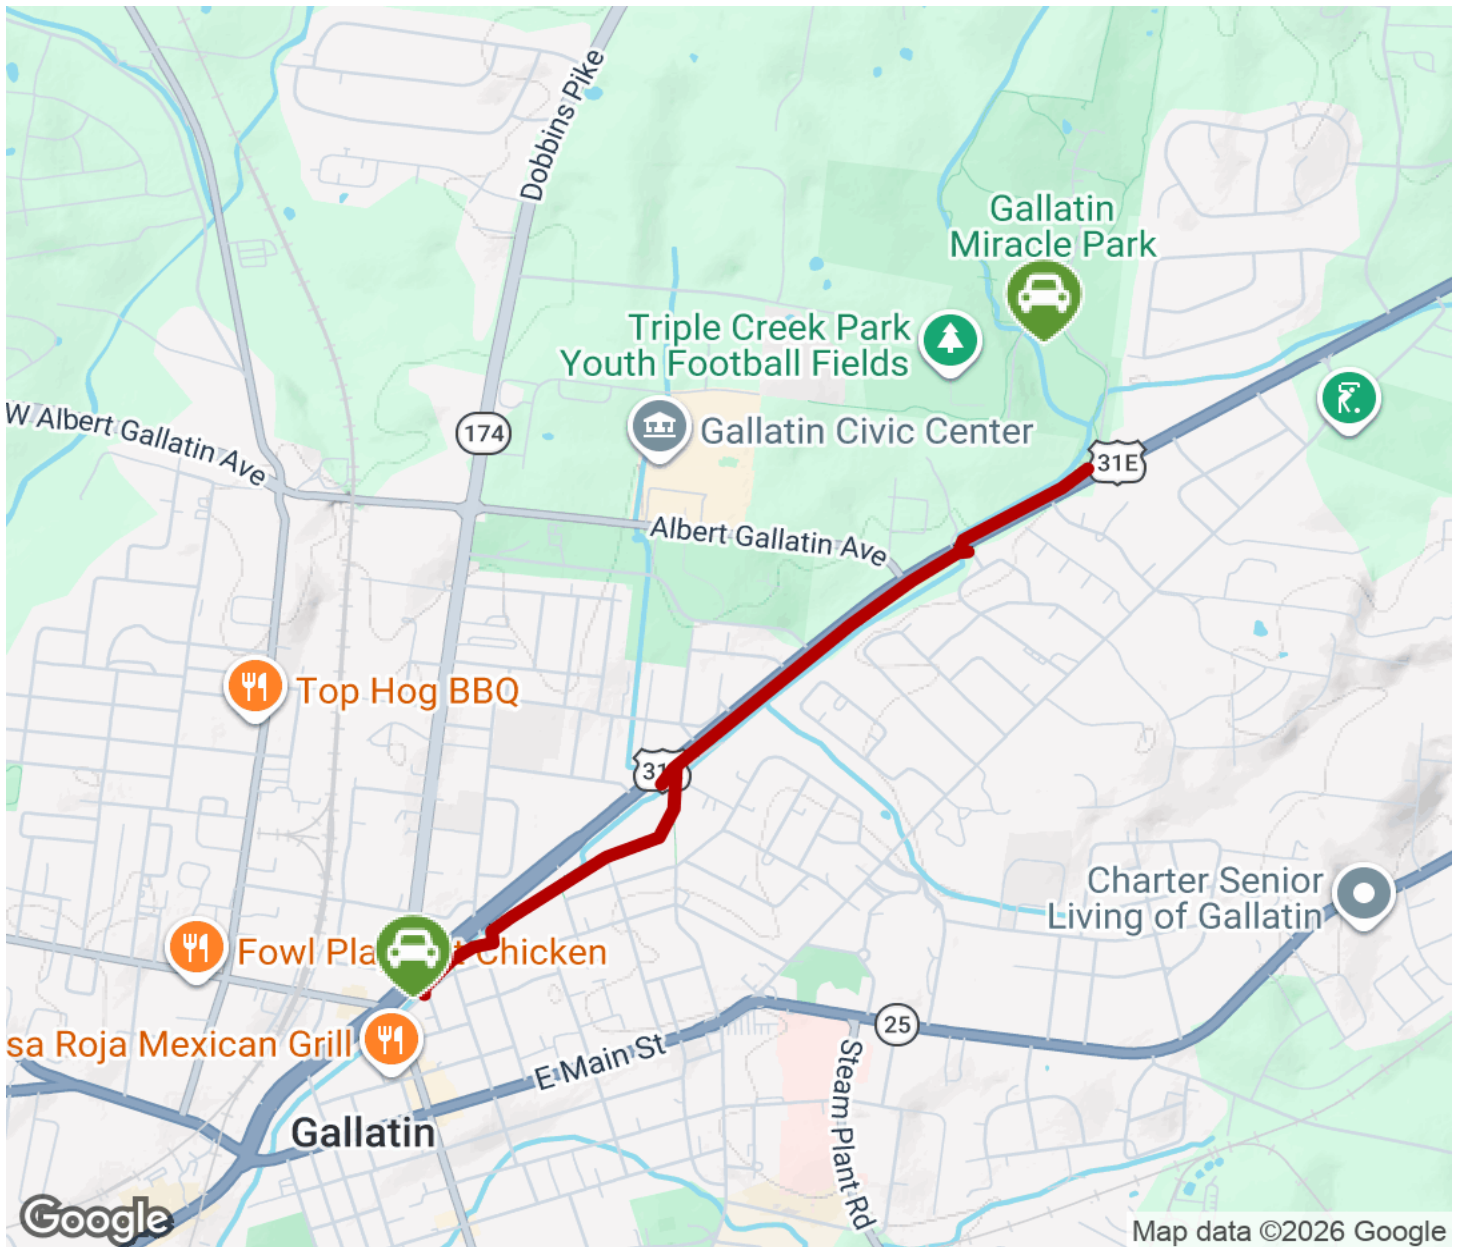 Dobbins Pike
Gallatin
Miracle Park
Triple Creek Park
Youth Football Fields
W Albert Gallatin Ave
174
Gallatin Civic Center
31E
Albert Gallatin Ave
Top Hog BBQ
31
Charter Senior
Living of Gallatin
Fowl Pla t Chicken
sa Roja Mexican Grill
25
E Main St
Steam Plant Rd
Gallatin
Google
Map data ©2026 Google